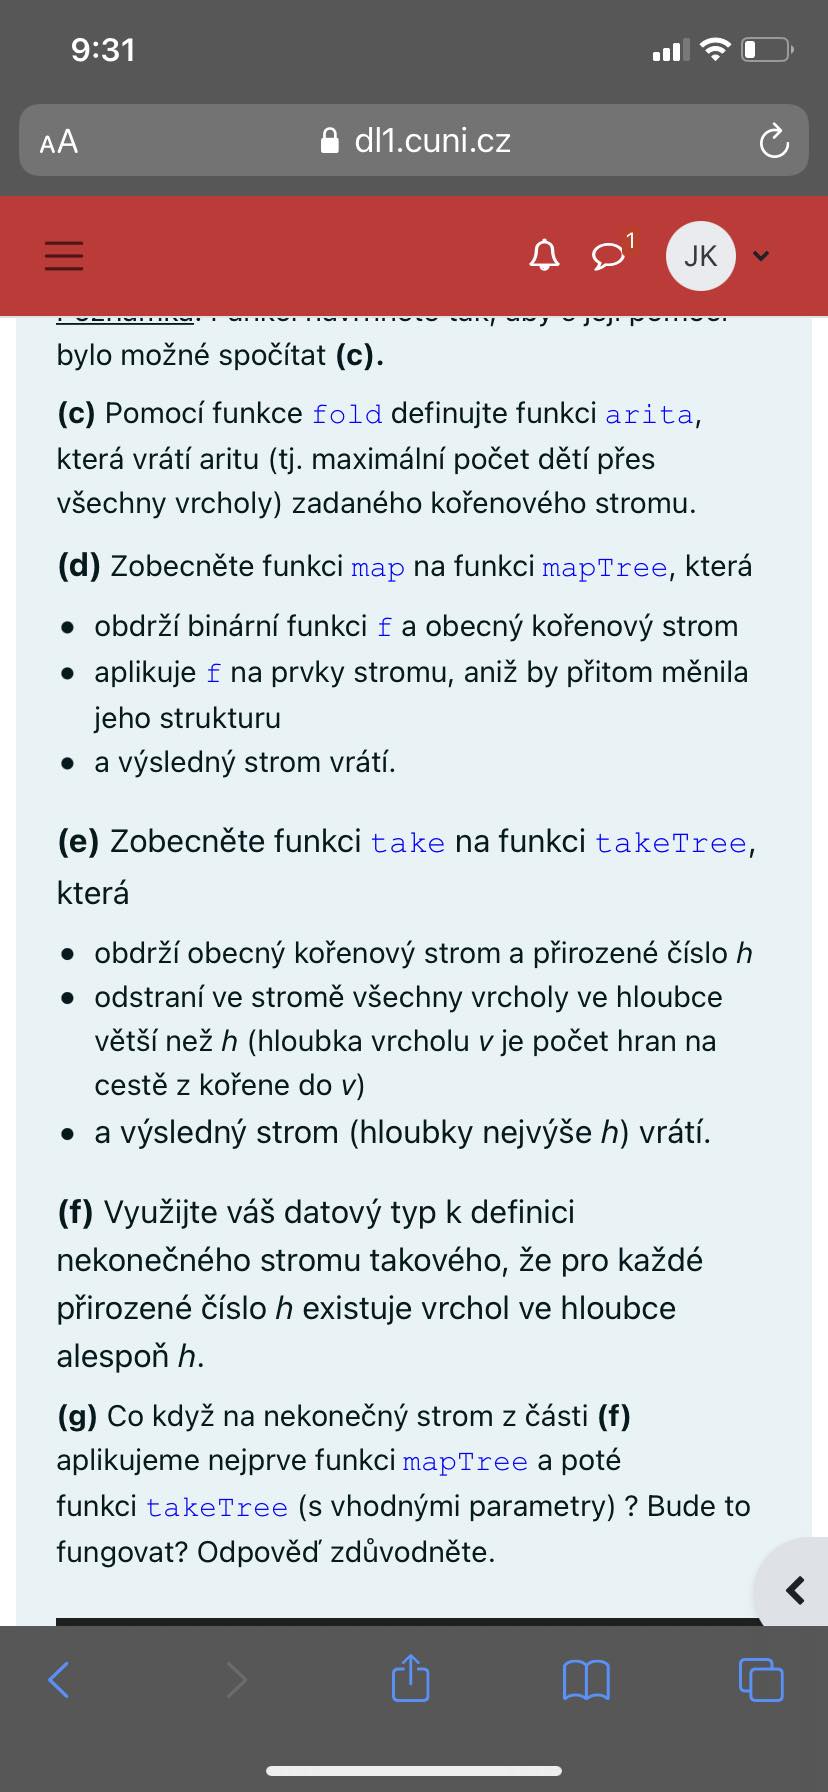 9:31
AA
dl1.cuni.cz
1
JK
bylo možné spočítat (c).
(c) Pomocí funkce fold definujte funkci arita,
která vrátí aritu (tj. maximální počet dětí přes
všechny vrcholy) zadaného kořenového stromu.
(d) Zobecněte funkci map na funkci mapTree, která
• obdrží binární funkci f a obecný kořenový strom
• aplikuje f na prvky stromu, aniž by přitom měnila
jeho strukturu
• a výsledný strom vrátí.
(e) Zobecněte funkci take na funkci takeTree,
která
• obdrží obecný kořenový strom a přirozené číslo h
• odstraní ve stromě všechny vrcholy ve hloubce
větší než h (hloubka vrcholu v je počet hran na
cestě z kořene do v)
• a výsledný strom (hloubky nejvýše h) vrátí.
(f) Využijte váš datový typ k definici
nekonečného stromu takového, že pro každé
přirozené číslo h existuje vrchol ve hloubce
alespoň h.
(g) Co když na nekonečný strom z části (f)
aplikujeme nejprve funkci mapTree a poté
funkci takeTree (s vhodnými parametry) ? Bude to
fungovat? Odpověď zdůvodněte.